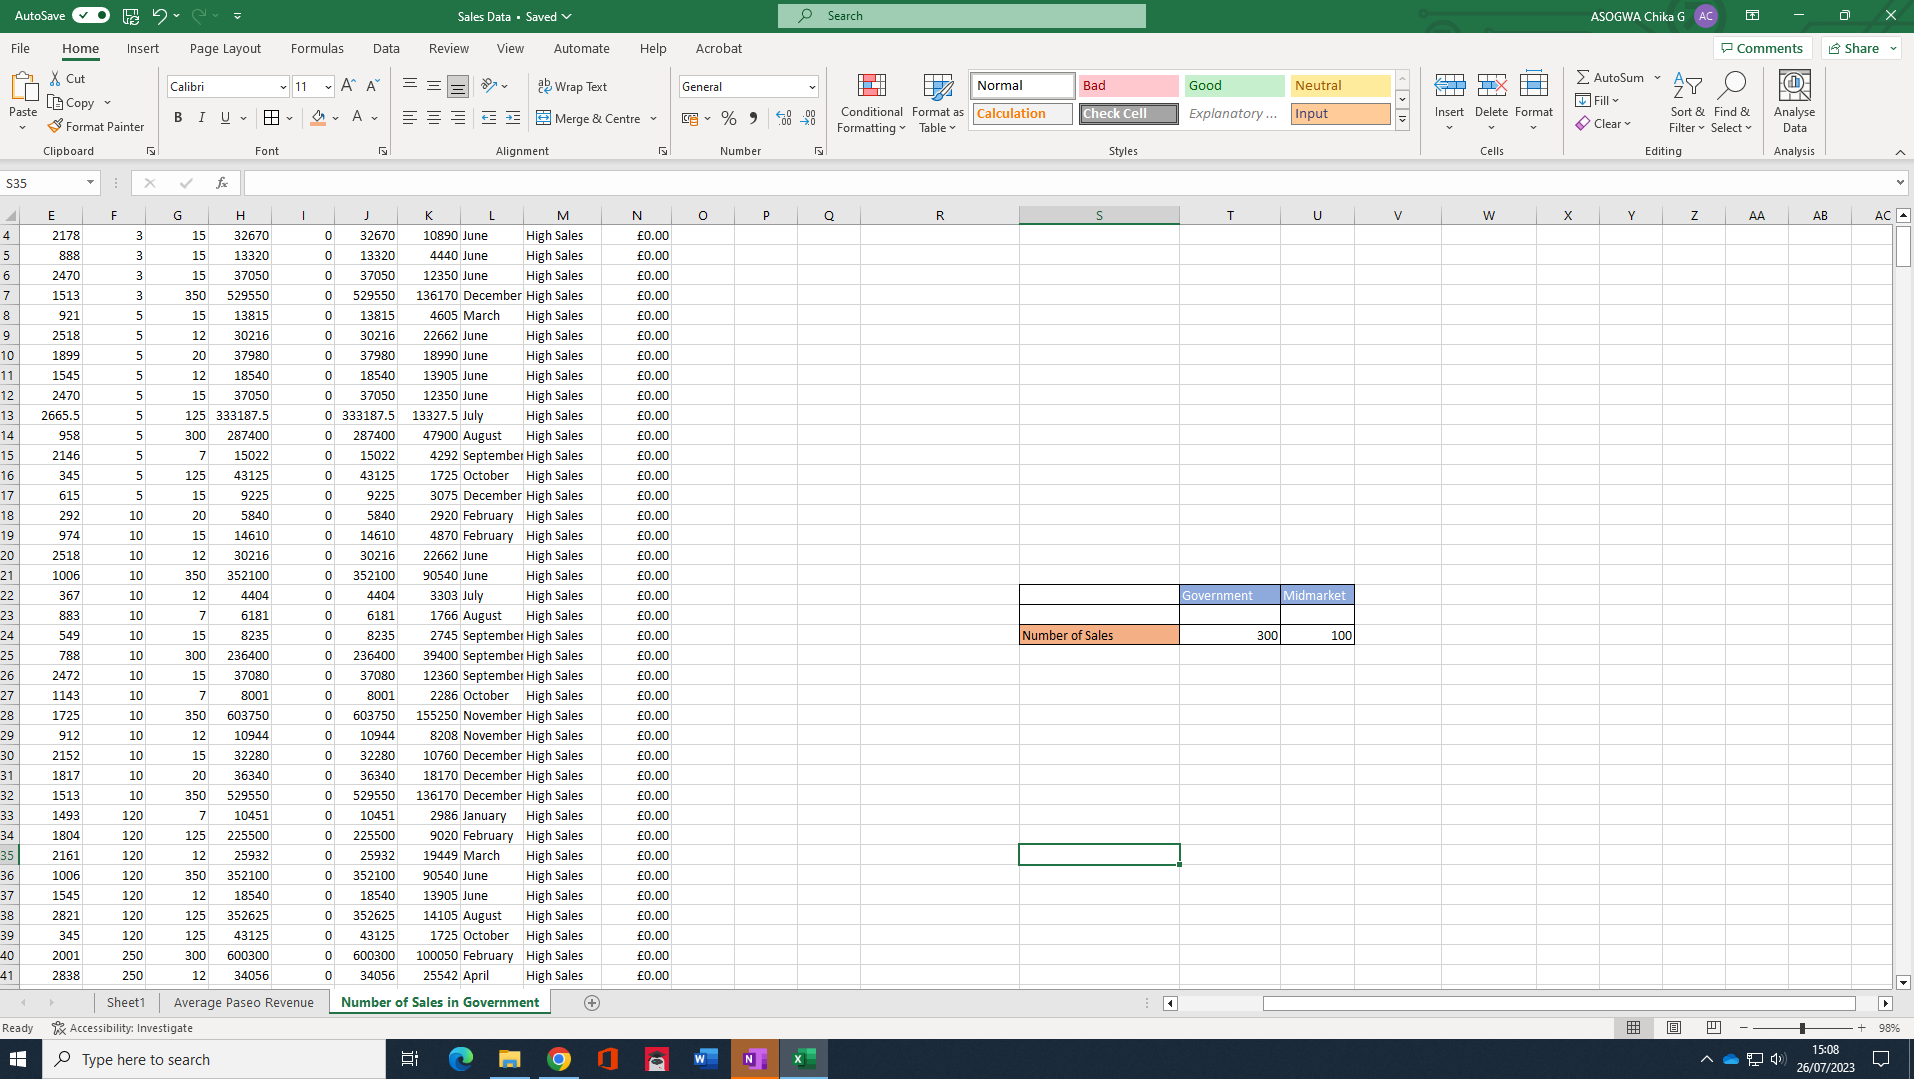 AutoSave
Sales Data • Saved
Search
ASOGWA Chika G
AC
File Home Insert Page Layout Formulas Data Review View Automate Help Acrobat
Comments
Share
Paste
Cut
Copy
Format Painter
Clipboard
Calibri 11
B I U
Font
ab Wrap Text
Merge & Centre
Alignment
General
Number
Conditional Formatting
Format as Table
Normal Bad Good Neutral
Calculation Check Cell Explanatory ... Input
Styles
Insert Delete Format
Cells
AutoSum
Fill
Clear
Sort & Filter
Find & Select
Editing
Analyse Data
Analysis
S35
fx
E F G H I J K L M N O P Q R S T U V W X Y Z AA AB AC
4 2178 3 15 32670 0 32670 10890 June High Sales £0.00
5 888 3 15 13320 0 13320 4440 June High Sales £0.00
6 2470 3 15 37050 0 37050 12350 June High Sales £0.00
7 1513 3 350 529550 0 529550 136170 December High Sales £0.00
8 921 5 15 13815 0 13815 4605 March High Sales £0.00
9 2518 5 12 30216 0 30216 22662 June High Sales £0.00
10 1899 5 20 37980 0 37980 18990 June High Sales £0.00
11 1545 5 12 18540 0 18540 13905 June High Sales £0.00
12 2470 5 15 37050 0 37050 12350 June High Sales £0.00
13 2665.5 5 125 333187.5 0 333187.5 13327.5 July High Sales £0.00
14 958 5 300 287400 0 287400 47900 August High Sales £0.00
15 2146 5 7 15022 0 15022 4292 September High Sales £0.00
16 345 5 125 43125 0 43125 1725 October High Sales £0.00
17 615 5 15 9225 0 9225 3075 December High Sales £0.00
18 292 10 20 5840 0 5840 2920 February High Sales £0.00
19 974 10 15 14610 0 14610 4870 February High Sales £0.00
20 2518 10 12 30216 0 30216 22662 June High Sales £0.00
21 1006 10 350 352100 0 352100 90540 June High Sales £0.00
22 367 10 12 4404 0 4404 3303 July High Sales £0.00 Government Midmarket
23 883 10 7 6181 0 6181 1766 August High Sales £0.00
24 549 10 15 8235 0 8235 2745 September High Sales £0.00 Number of Sales 300 100
25 788 10 300 236400 0 236400 39400 September High Sales £0.00
26 2472 10 15 37080 0 37080 12360 September High Sales £0.00
27 1143 10 7 8001 0 8001 2286 October High Sales £0.00
28 1725 10 350 603750 0 603750 155250 November High Sales £0.00
29 912 10 12 10944 0 10944 8208 November High Sales £0.00
30 2152 10 15 32280 0 32280 10760 December High Sales £0.00
31 1817 10 20 36340 0 36340 18170 December High Sales £0.00
32 1513 10 350 529550 0 529550 136170 December High Sales £0.00
33 1493 120 7 10451 0 10451 2986 January High Sales £0.00
34 1804 120 125 225500 0 225500 9020 February High Sales £0.00
35 2161 120 12 25932 0 25932 19449 March High Sales £0.00
36 1006 120 350 352100 0 352100 90540 June High Sales £0.00
37 1545 120 12 18540 0 18540 13905 June High Sales £0.00
38 2821 120 125 352625 0 352625 14105 August High Sales £0.00
39 345 120 125 43125 0 43125 1725 October High Sales £0.00
40 2001 250 300 600300 0 600300 100050 February High Sales £0.00
41 2838 250 12 34056 0 34056 25542 April High Sales £0.00
Sheet1 Average Paseo Revenue Number of Sales in Government
Ready Accessibility: Investigate
98%
Type here to search
15:08
26/07/2023